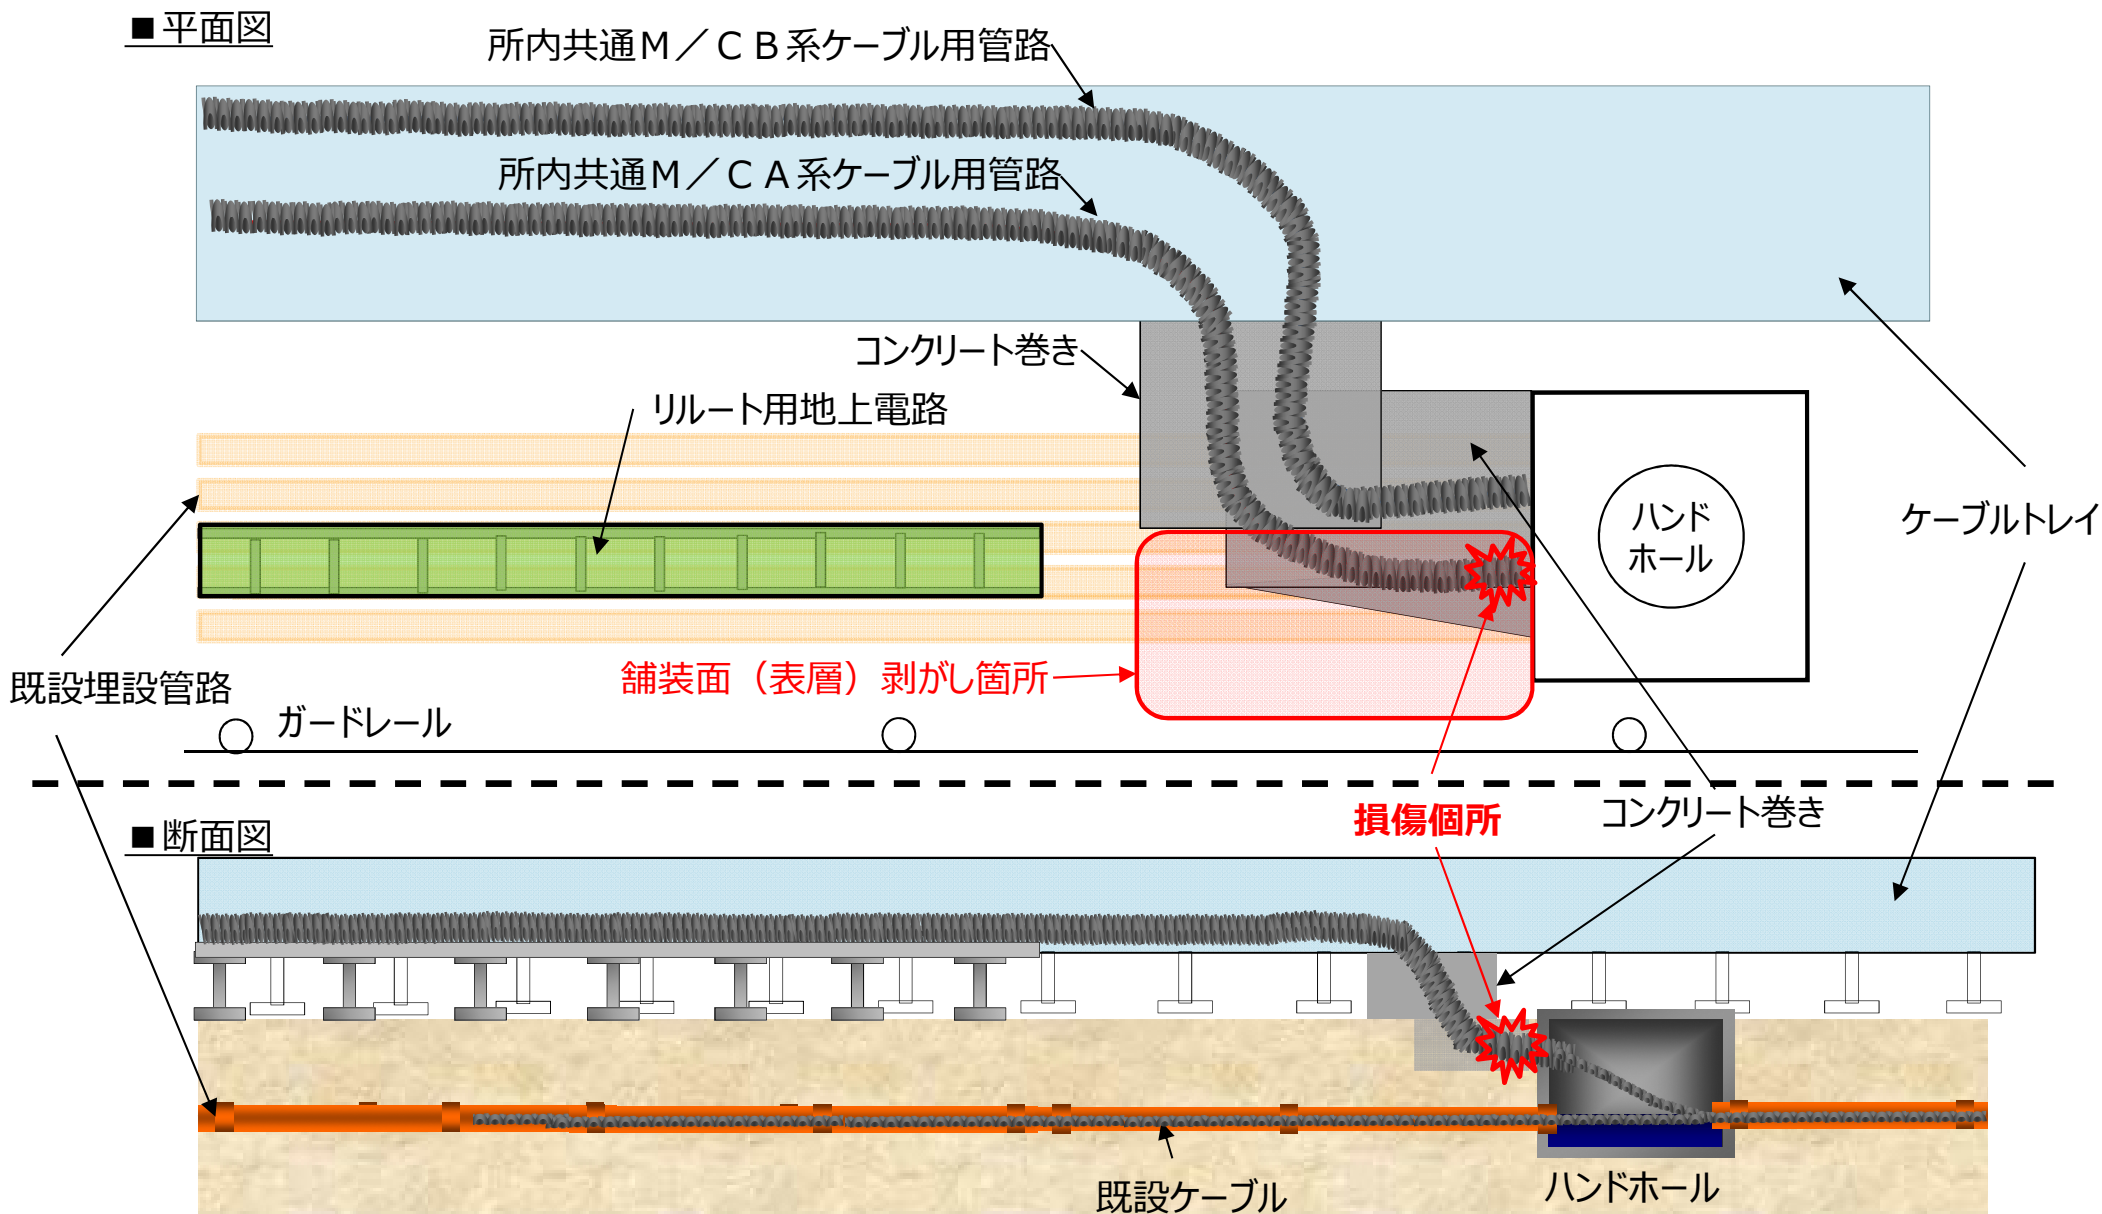 ■平面図
所内共通M／CB系ケーブル用管路
所内共通M／CA系ケーブル用管路
コンクリート巻き
リルート用地上電路
ハンド
ホール
ケーブルトレイ
既設埋設管路
舗装面（表層）剥がし箇所
ガードレール
損傷個所
コンクリート巻き
■断面図
既設ケーブル
ハンドホール